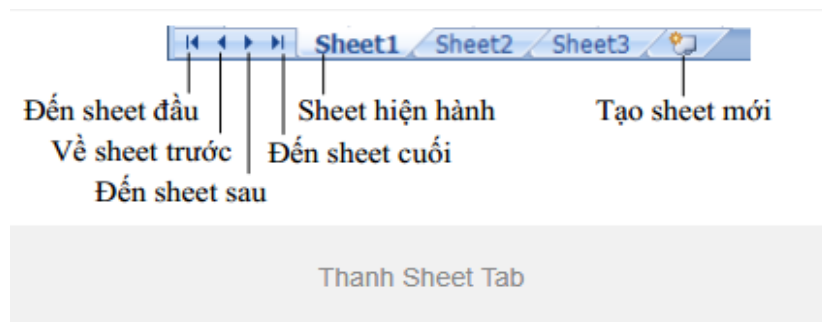 Sheet1 Sheet2 Sheet3
Đến sheet đầu Sheet hiện hành Tạo sheet mới
Về sheet trước Đến sheet cuối
Đến sheet sau
Thanh Sheet Tab